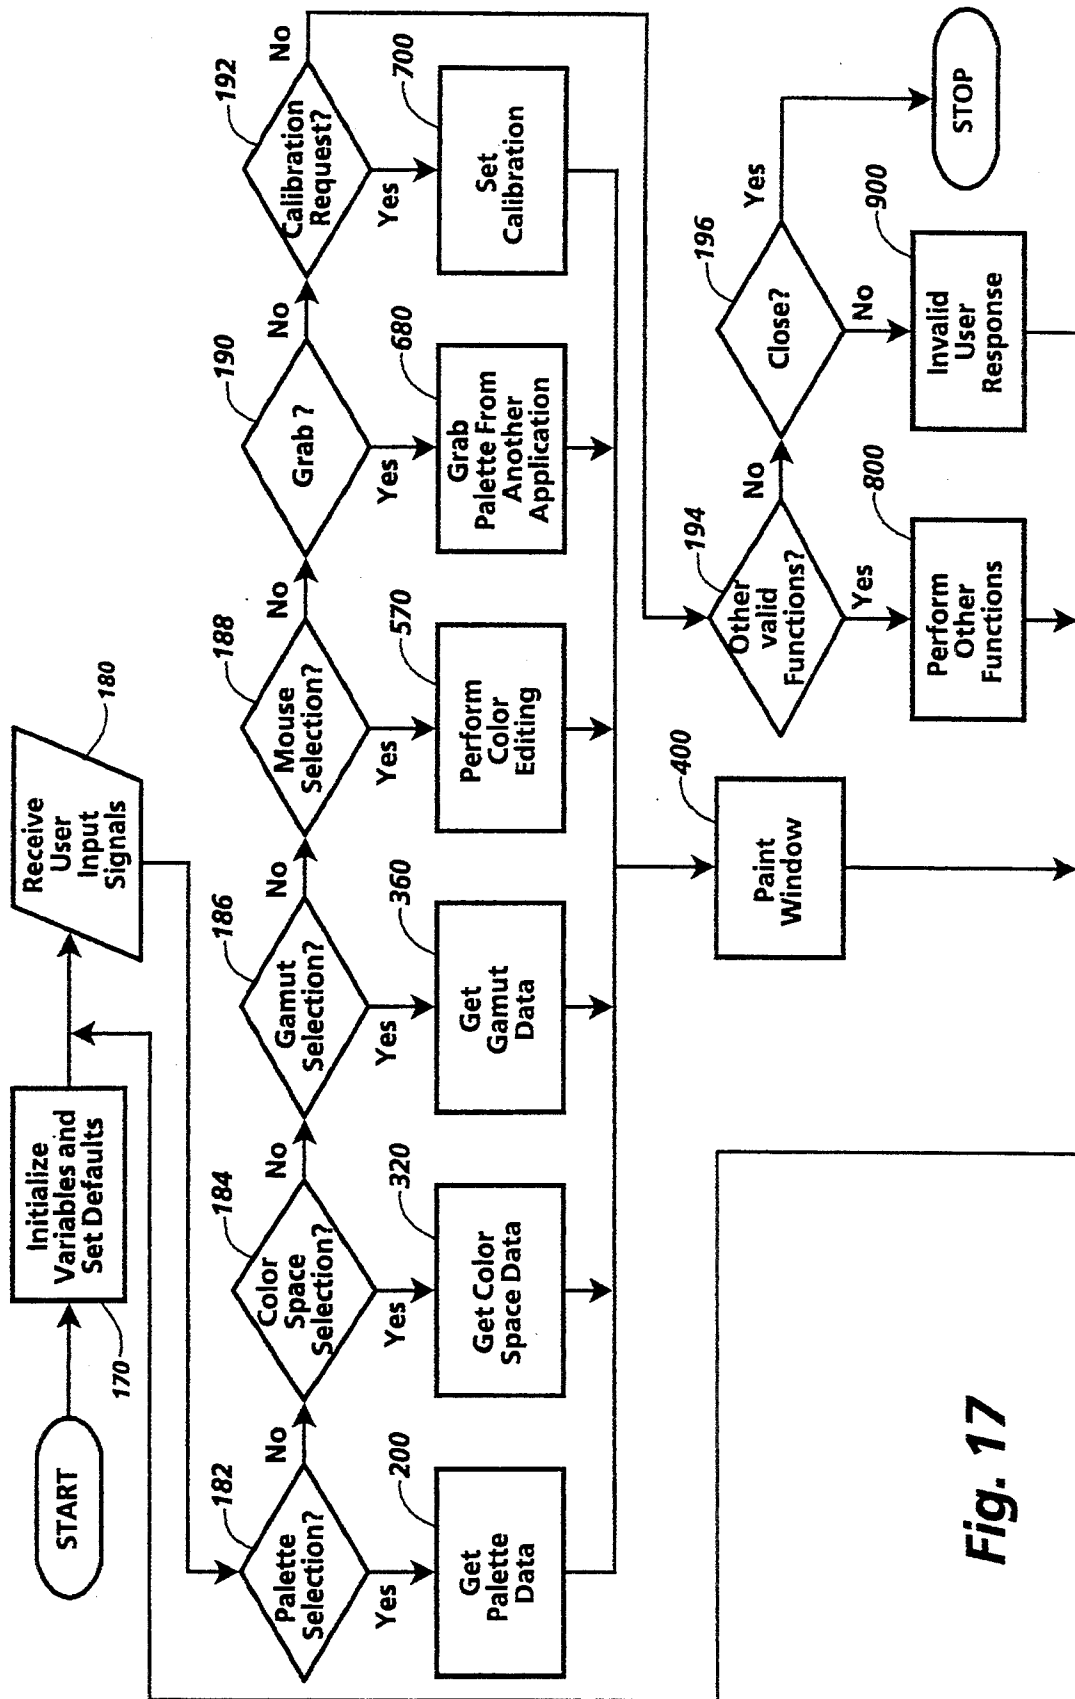 START
170
Initialize
Variables and
Set Defaults
Receive
User
Input
Signals
180
Palette
Selection?
182
No
Yes
Color
Space
Selection?
184
No
Yes
Gamut
Selection?
186
No
Yes
Mouse
Selection?
188
No
Yes
Grab ?
190
No
Yes
Calibration
Request?
192
No
Yes
Get
Palette
Data
200
Get Color
Space Data
320
Get
Gamut
Data
360
Perform
Color
Editing
570
Grab
Palette From
Another
Application
680
Set
Calibration
700
Paint
Window
400
Other
valid
Functions?
194
No
Yes
Close?
196
Yes
No
Perform
Other
Functions
800
Invalid
User
Response
900
STOP
Fig. 17